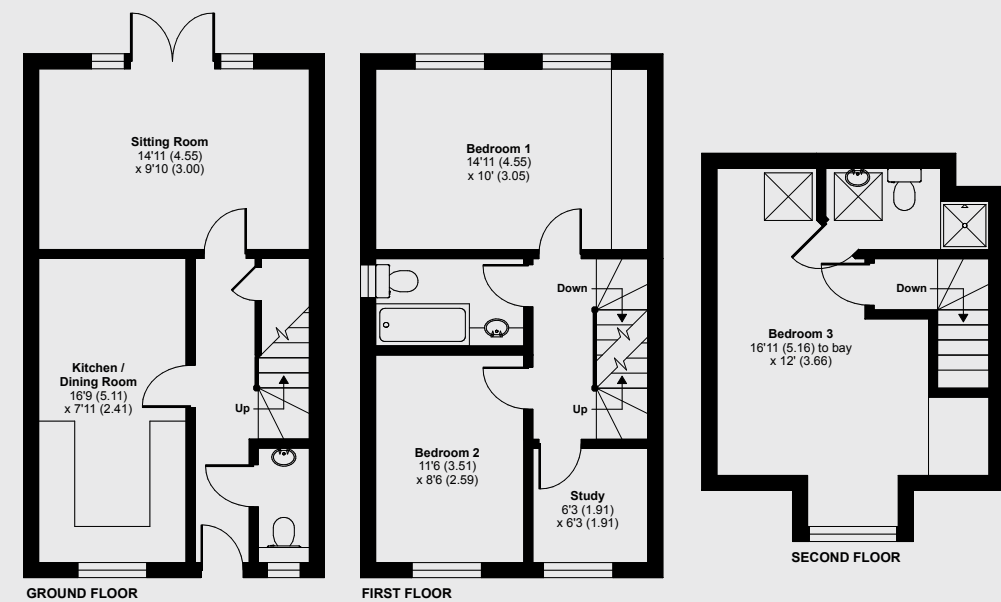 Sitting Room
14'11 (4.55)
x 9'10 (3.00)
Kitchen /
Dining Room
16'9 (5.11)
x 7'11 (2.41)
Up
GROUND FLOOR
Bedroom 1
14'11 (4.55)
x 10' (3.05)
Down
Up
Bedroom 2
11'6 (3.51)
x 8'6 (2.59)
Study
6'3 (1.91)
x 6'3 (1.91)
FIRST FLOOR
Down
Bedroom 3
16'11 (5.16) to bay
x 12' (3.66)
SECOND FLOOR